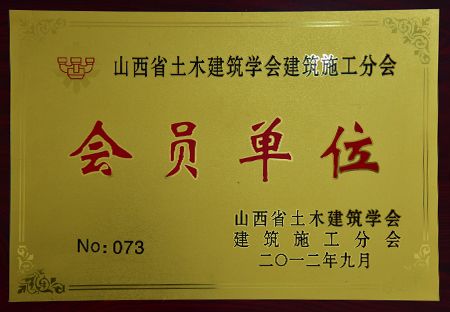 山西省土木建筑学会建筑施工分会
会员单位
No: 073
山西省土木建筑学会
建筑施工分会
二〇一二年九月